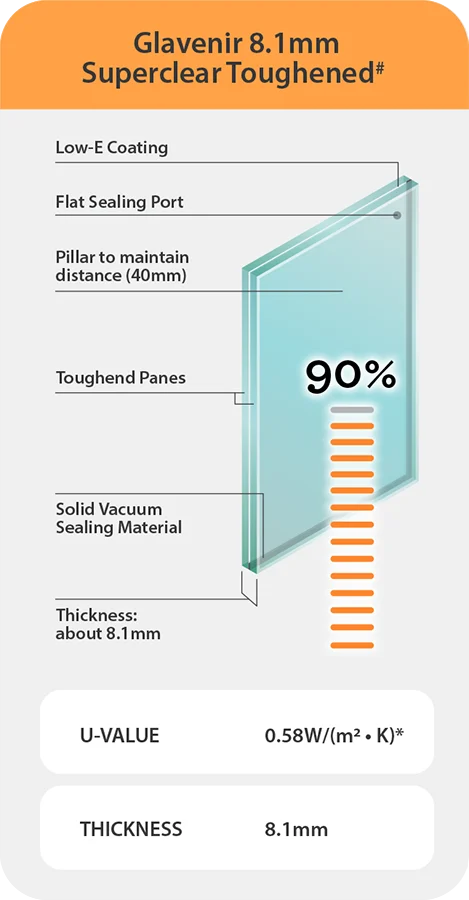 Glavenir 8.1mm
Superclear Toughened#
Low-E Coating
Flat Sealing Port
Pillar to maintain
distance (40mm)
90%
Toughend Panes
Solid Vacuum
Sealing Material
Thickness:
about 8.1mm
U-VALUE 0.58W/(m² • K)*
THICKNESS 8.1mm